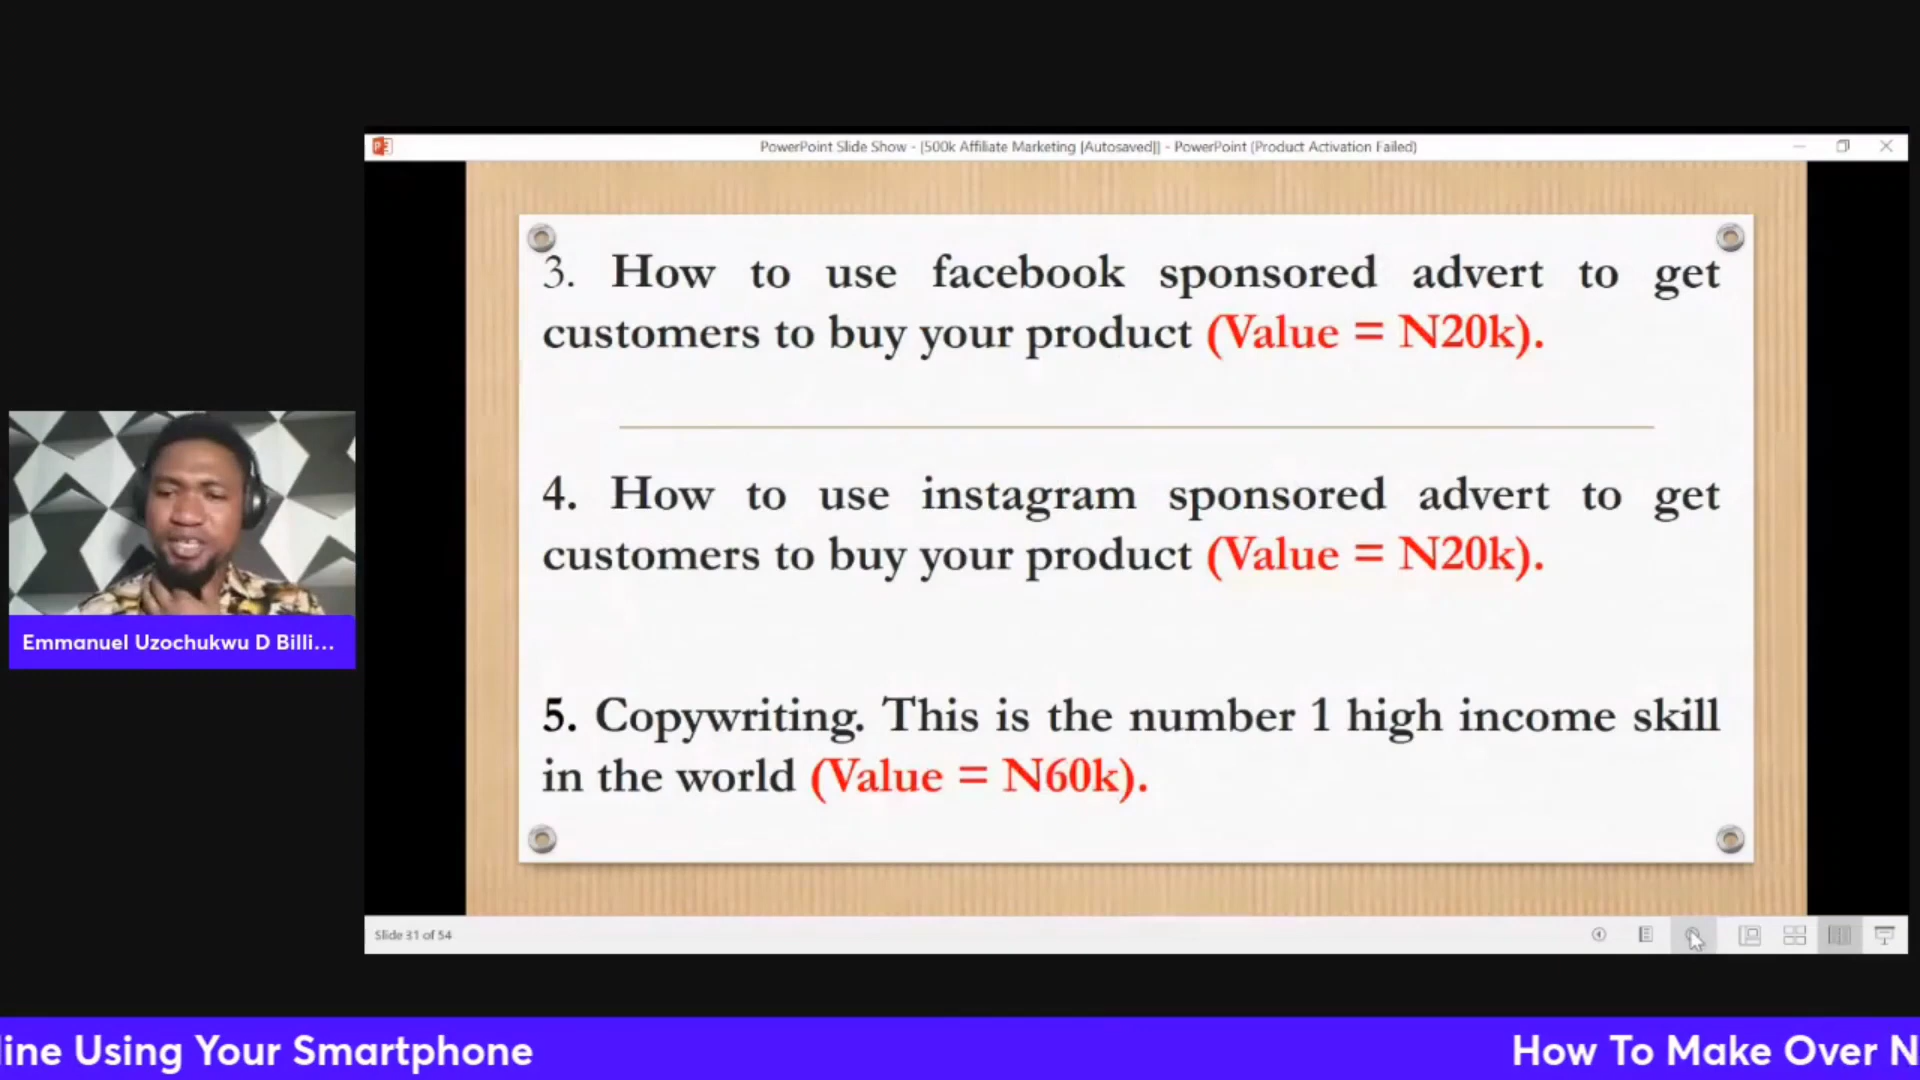 PowerPoint Slide Show - [500k Affiliate Marketing [Autosaved]] - PowerPoint (Product Activation Failed)
3. How to use facebook sponsored advert to get
customers to buy your product (Value = N20k).
4. How to use instagram sponsored advert to get
customers to buy your product (Value = N20k).
5. Copywriting. This is the number 1 high income skill
in the world (Value = N60k).
Emmanuel Uzochukwu D Billi...
Slide 31 of 54
line Using Your Smartphone
How To Make Over N